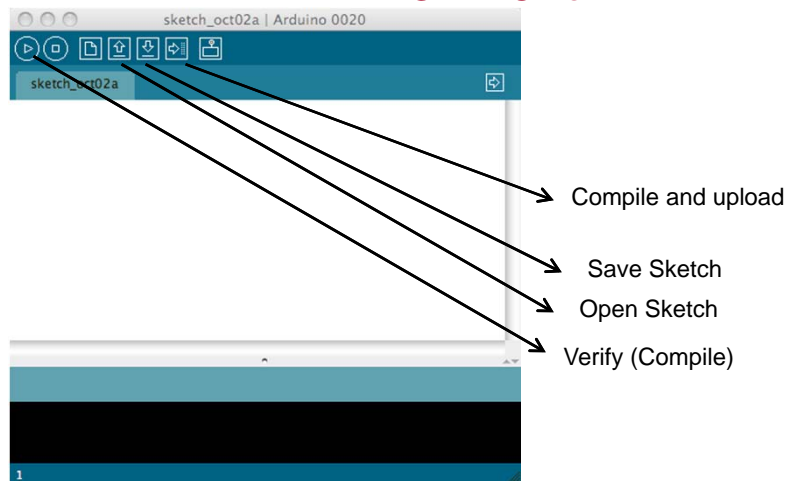 sketch_oct02a | Arduino 0020
sketch_oct02a
Compile and upload
Save Sketch
Open Sketch
Verify (Compile)
1